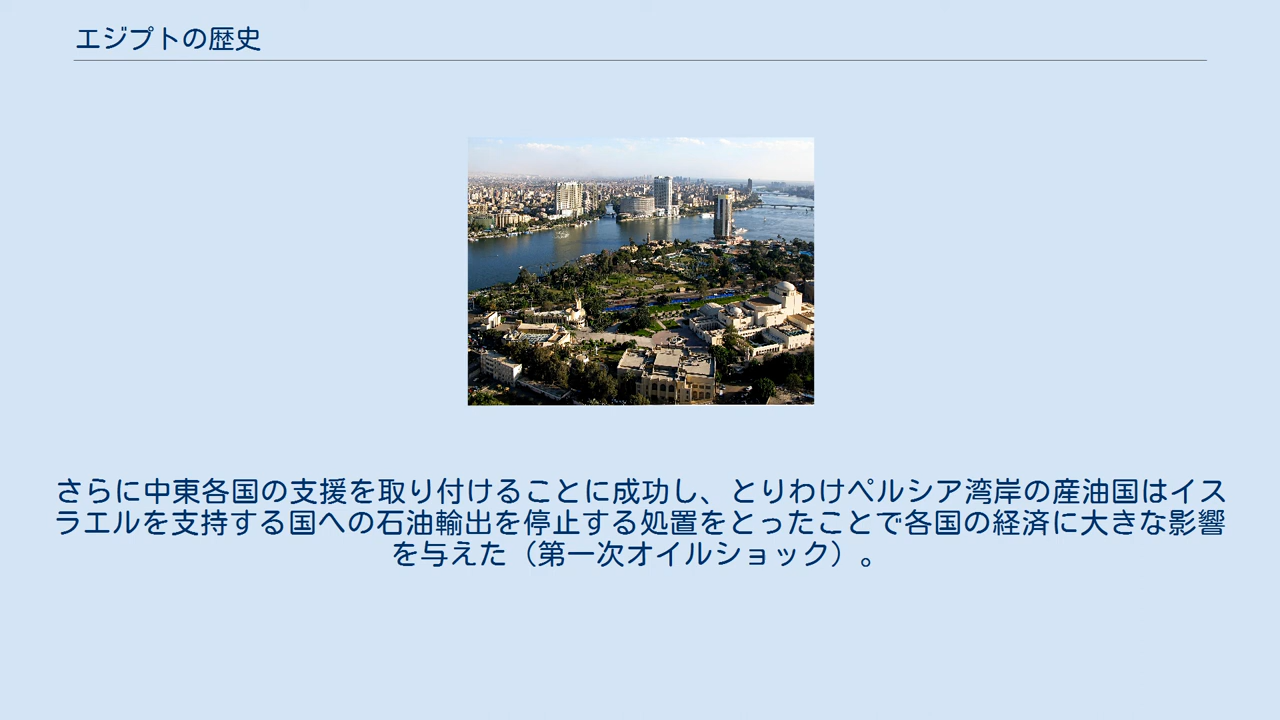 エジプトの歴史
さらに中東各国の支援を取り付けることに成功し、とりわけペルシア湾岸の産油国はイス
ラエルを支持する国への石油輸出を停止する処置をとったことで各国の経済に大きな影響
を与えた（第一次オイルショック）。